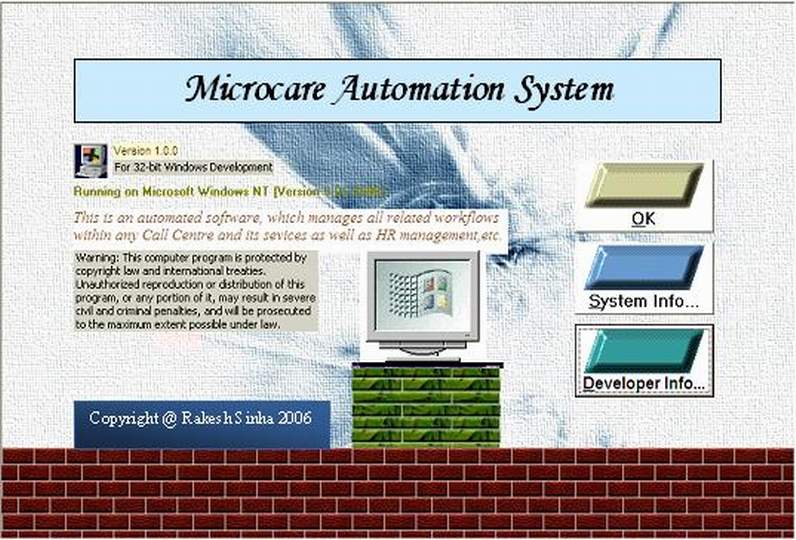 Microcare Automation System
Version 1.0.0
For 32-bit Windows Development
Running on Microsoft Windows NT [Version
This is an automated software, which manages all related workflows
within any Call Centre and its sevices as well as HR management,etc.
Warning: This computer program is protected by
copyright law and international treaties.
Unauthorized reproduction or distribution of this
program, or any portion of it, may result in severe
civil and criminal penalties, and will be prosecuted
to the maximum extent possible under law.
OK
System Info...
Developer Info...
Copyright @ Rakesh Sinha 2006